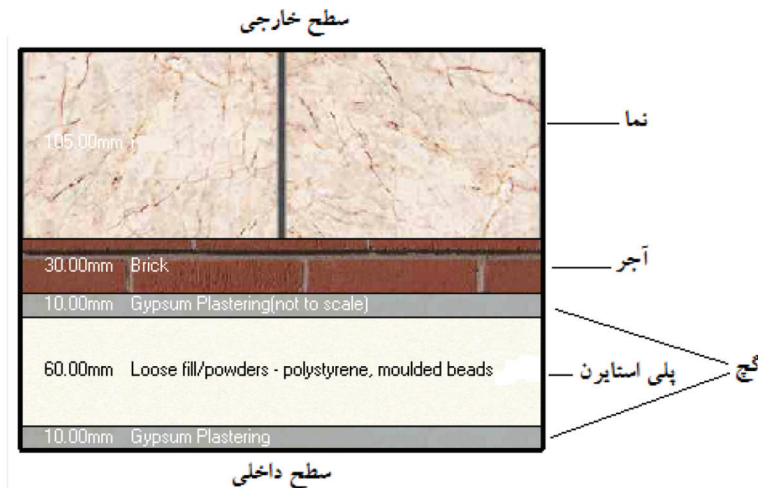 سطح خارجی
نما
105.00mm
آجر
30.00mm Brick
10.00mm Gypsum Plastering(not to scale)
گچ
پلی استایرن
60.00mm Loose fill/powders - polystyrene, moulded beads
10.00mm Gypsum Plastering
سطح داخلی